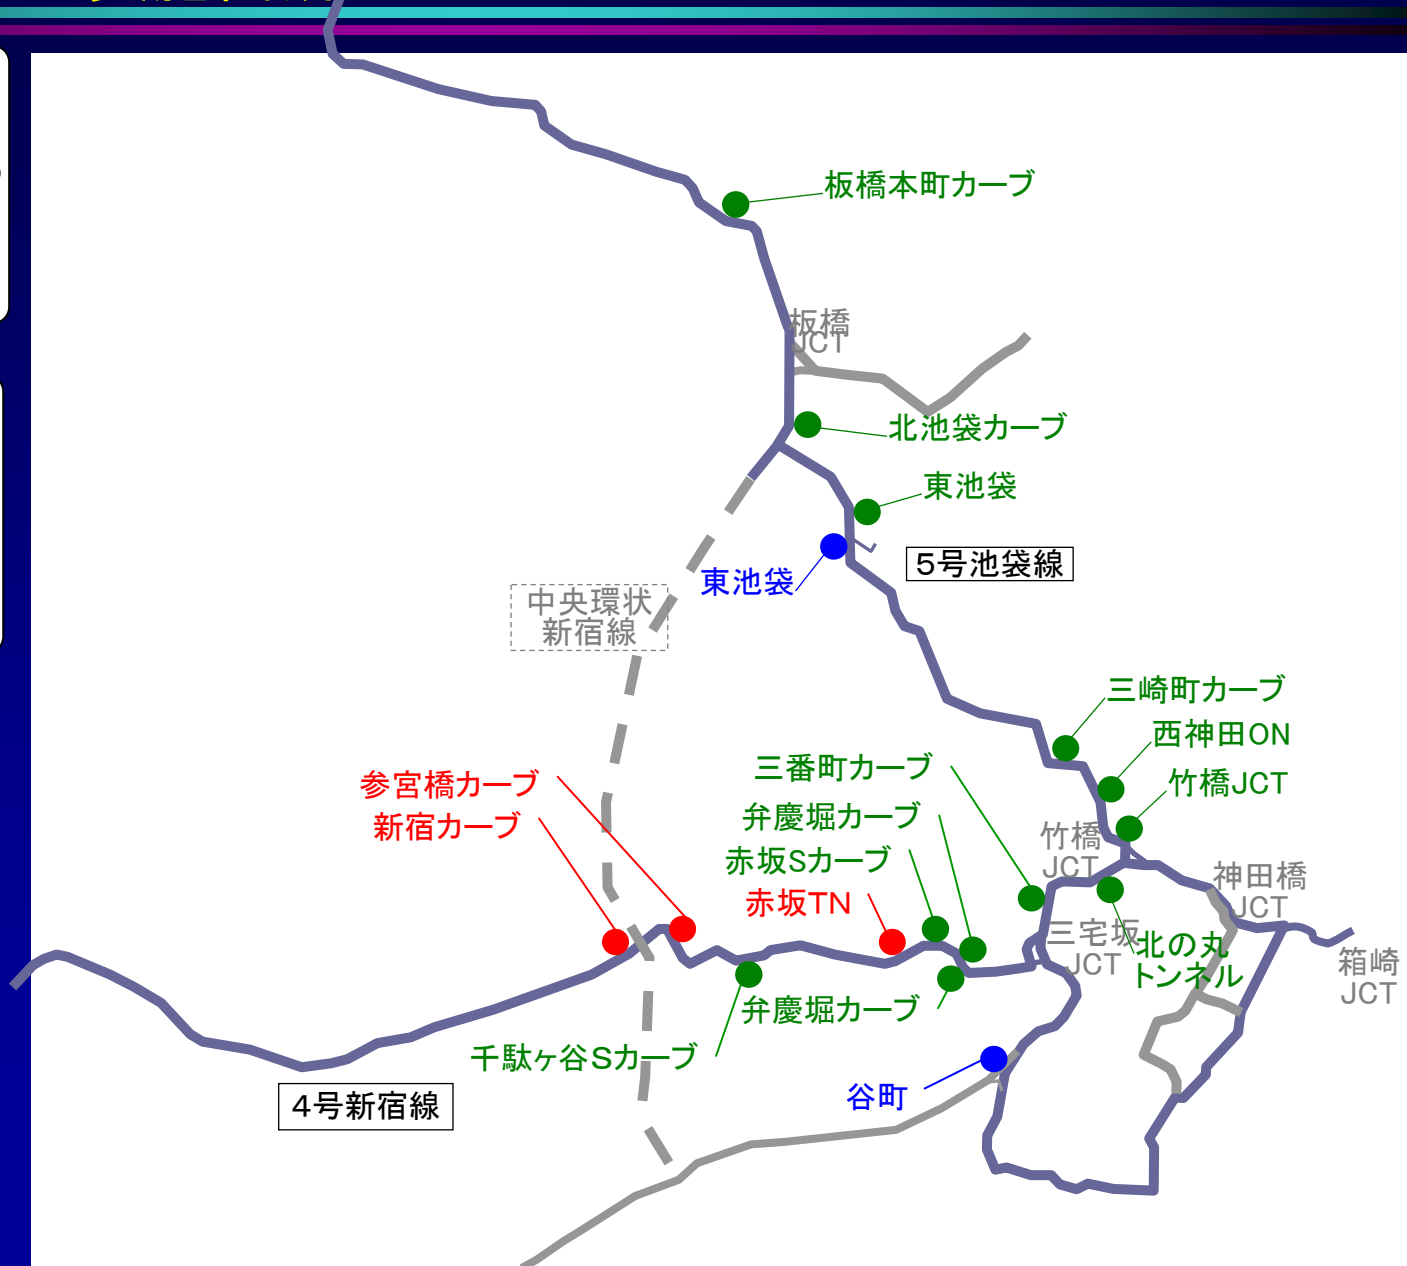 板橋本町カーブ
板橋
JCT
北池袋カーブ
東池袋
5号池袋線
東池袋
中央環状
新宿線
三崎町カーブ
西神田ON
三番町カーブ
竹橋JCT
参宮橋カーブ
弁慶堀カーブ
新宿カーブ
竹橋
JCT
赤坂Sカーブ
神田橋
JCT
赤坂TN
三宅坂
JCT
北の丸
トンネル
箱崎
JCT
弁慶堀カーブ
千駄ヶ谷Sカーブ
谷町
4号新宿線